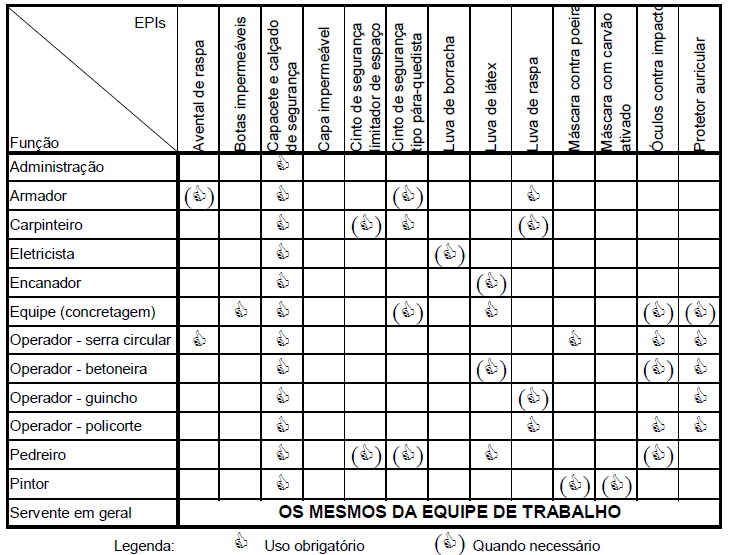 EPIs
Função
Avental de raspa
Botas impermeáveis
Capacete e calçado
de segurança
Capa impermeável
Cinto de segurança
limitador de espaço
Cinto de segurança
tipo pára-quedista
Luva de borracha
Luva de látex
Luva de raspa
Máscara contra poeira
Máscara com carvão
ativado
Óculos contra impacto
Protetor auricular
Administração
Armador
Carpinteiro
Eletricista
Encanador
Equipe (concretagem)
Operador - serra circular
Operador - betoneira
Operador - guincho
Operador - policorte
Pedreiro
Pintor
Servente em geral OS MESMOS DA EQUIPE DE TRABALHO
Legenda: Uso obrigatório Quando necessário